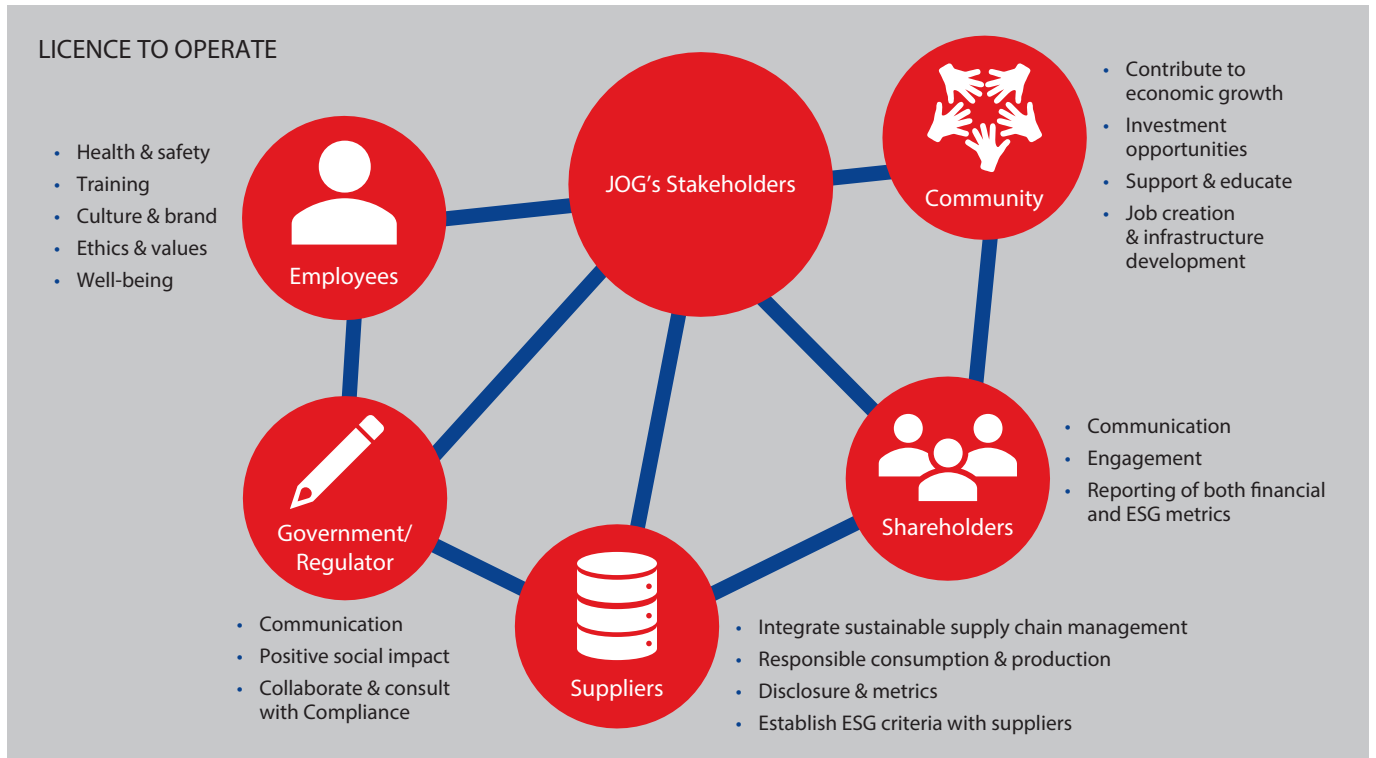 LICENCE TO OPERATE
JOG's Stakeholders
Employees
• Health & safety
• Training
• Culture & brand
• Ethics & values
• Well-being
Community
• Contribute to
economic growth
• Investment
opportunities
• Support & educate
• Job creation
& infrastructure
development
Shareholders
• Communication
• Engagement
• Reporting of both financial
and ESG metrics
Government/
Regulator
• Communication
• Positive social impact
• Collaborate & consult
with Compliance
Suppliers
• Integrate sustainable supply chain management
• Responsible consumption & production
• Disclosure & metrics
• Establish ESG criteria with suppliers